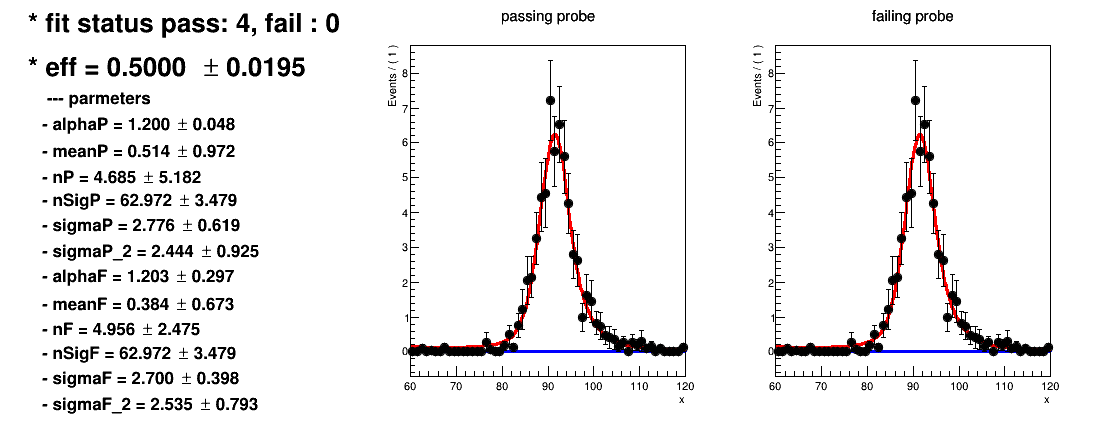 * fit status pass: 4, fail : 0
* eff = 0.5000 ± 0.0195
--- parmeters
- alphaP = 1.200 ± 0.048
- meanP = 0.514 ± 0.972
- nP = 4.685 ± 5.182
- nSigP = 62.972 ± 3.479
- sigmaP = 2.776 ± 0.619
- sigmaP_2 = 2.444 ± 0.925
- alphaF = 1.203 ± 0.297
- meanF = 0.384 ± 0.673
- nF = 4.956 ± 2.475
- nSigF = 62.972 ± 3.479
- sigmaF = 2.700 ± 0.398
- sigmaF_2 = 2.535 ± 0.793
passing probe
Events / ( 1 )
8
7
6
5
4
3
2
1
0
60 70 80 90 100 110 120
x
failing probe
Events / ( 1 )
8
7
6
5
4
3
2
1
0
60 70 80 90 100 110 120
x